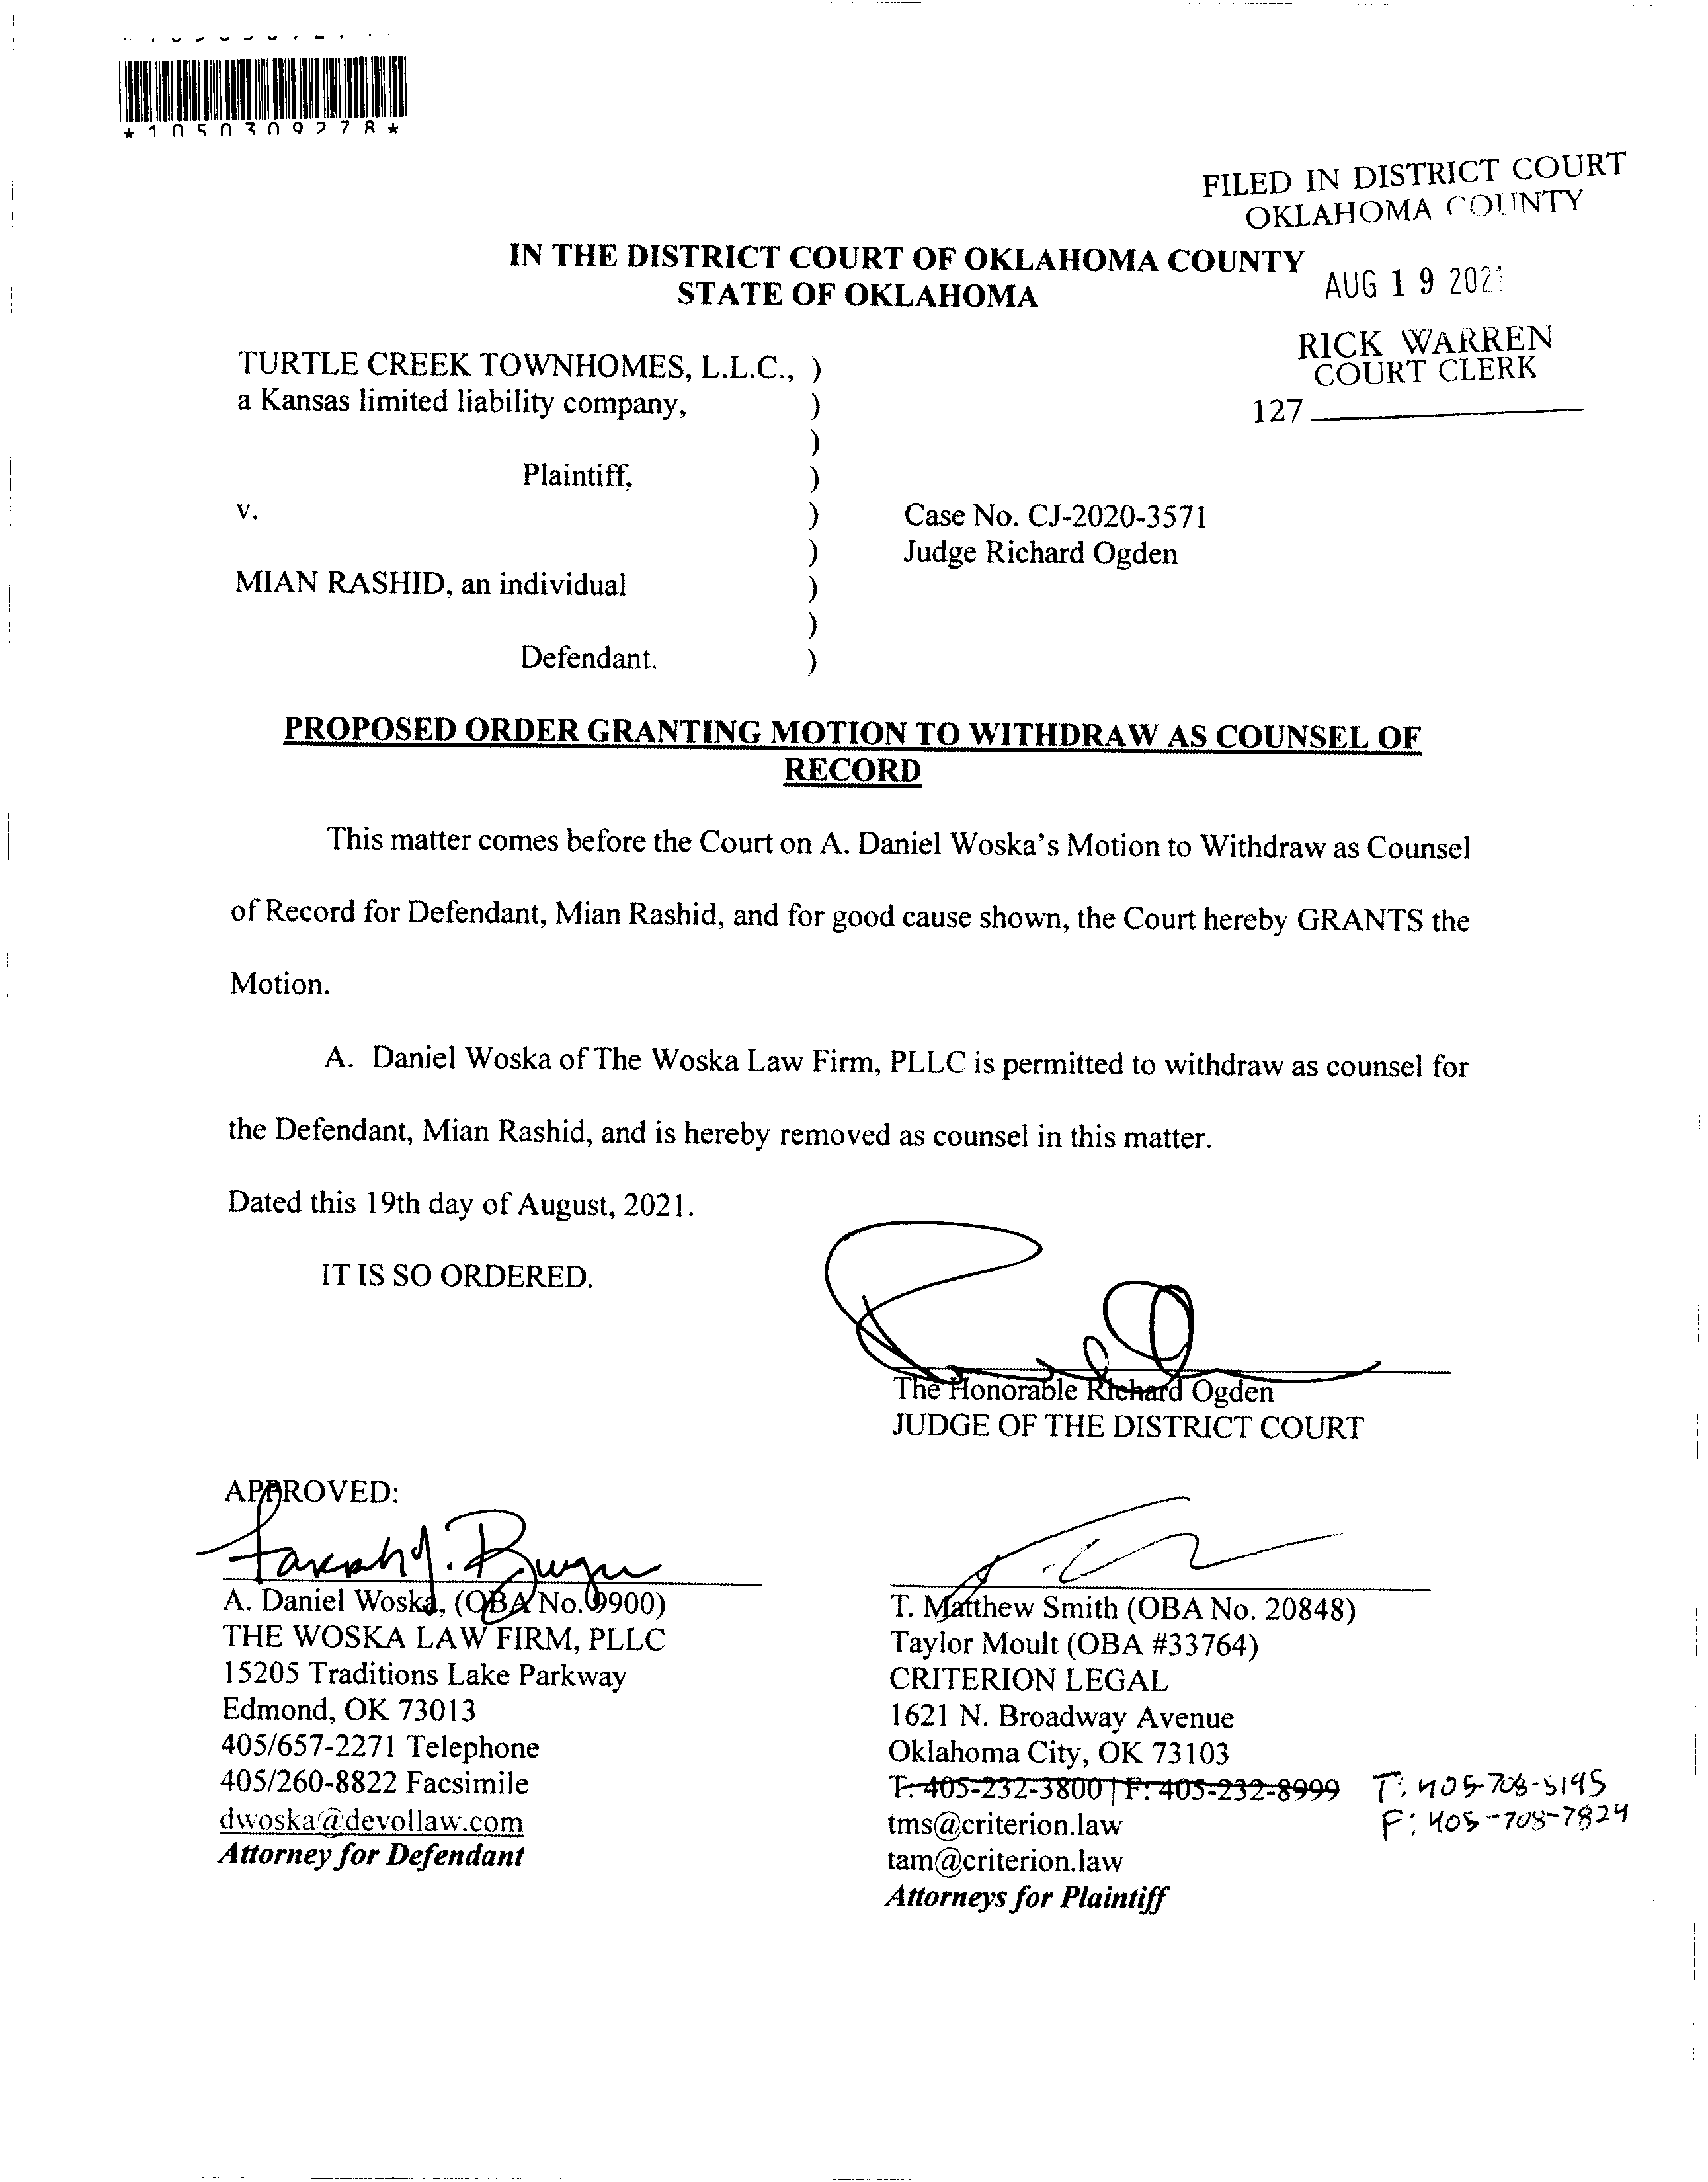 *1050309278*
FILED IN DISTRICT COURT
OKLAHOMA COUNTY
IN THE DISTRICT COURT OF OKLAHOMA COUNTY
STATE OF OKLAHOMA
AUG 19 2021
RICK WARREN
COURT CLERK
127
TURTLE CREEK TOWNHOMES, L.L.C., )
a Kansas limited liability company, )
)
Plaintiff, )
v. ) Case No. CJ-2020-3571
) Judge Richard Ogden
MIAN RASHID, an individual )
)
Defendant. )
PROPOSED ORDER GRANTING MOTION TO WITHDRAW AS COUNSEL OF
RECORD
This matter comes before the Court on A. Daniel Woska's Motion to Withdraw as Counsel
of Record for Defendant, Mian Rashid, and for good cause shown, the Court hereby GRANTS the
Motion.
A. Daniel Woska of The Woska Law Firm, PLLC is permitted to withdraw as counsel for
the Defendant, Mian Rashid, and is hereby removed as counsel in this matter.
Dated this 19th day of August, 2021.
IT IS SO ORDERED.
The Honorable Richard Ogden
JUDGE OF THE DISTRICT COURT
APPROVED:
A. Daniel Woska, (OBA No. 9900)
THE WOSKA LAW FIRM, PLLC
15205 Traditions Lake Parkway
Edmond, OK 73013
405/657-2271 Telephone
405/260-8822 Facsimile
dwoska@devollaw.com
Attorney for Defendant
T. Matthew Smith (OBA No. 20848)
Taylor Moult (OBA #33764)
CRITERION LEGAL
1621 N. Broadway Avenue
Oklahoma City, OK 73103
T: 405-232-3800 | F: 405-232-8999 T: 405-708-5195
F: 405-708-7824
tms@criterion.law
tam@criterion.law
Attorneys for Plaintiff